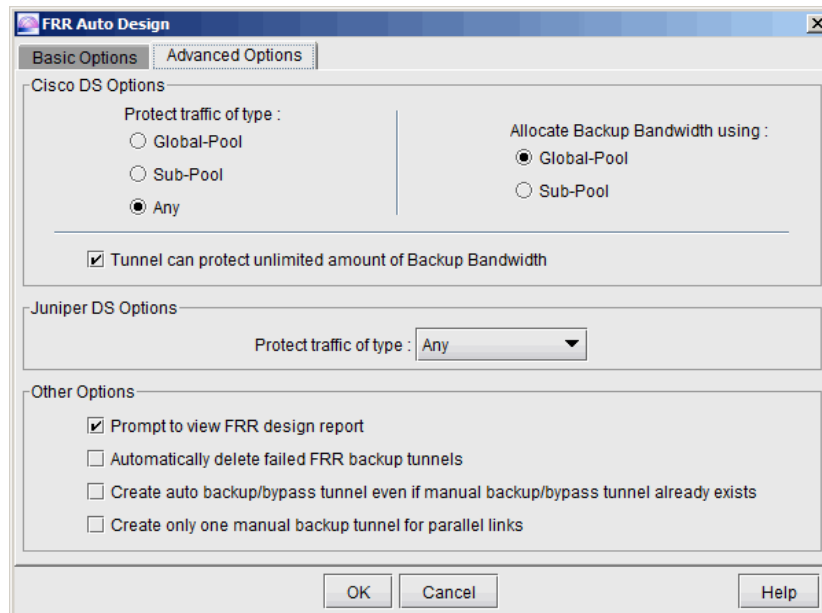 FRR Auto Design
Basic Options
Advanced Options
Cisco DS Options
Protect traffic of type :
Global-Pool
Sub-Pool
Any
Allocate Backup Bandwidth using :
Global-Pool
Sub-Pool
Tunnel can protect unlimited amount of Backup Bandwidth
Juniper DS Options
Protect traffic of type : Any
Other Options
Prompt to view FRR design report
Automatically delete failed FRR backup tunnels
Create auto backup/bypass tunnel even if manual backup/bypass tunnel already exists
Create only one manual backup tunnel for parallel links
OK
Cancel
Help